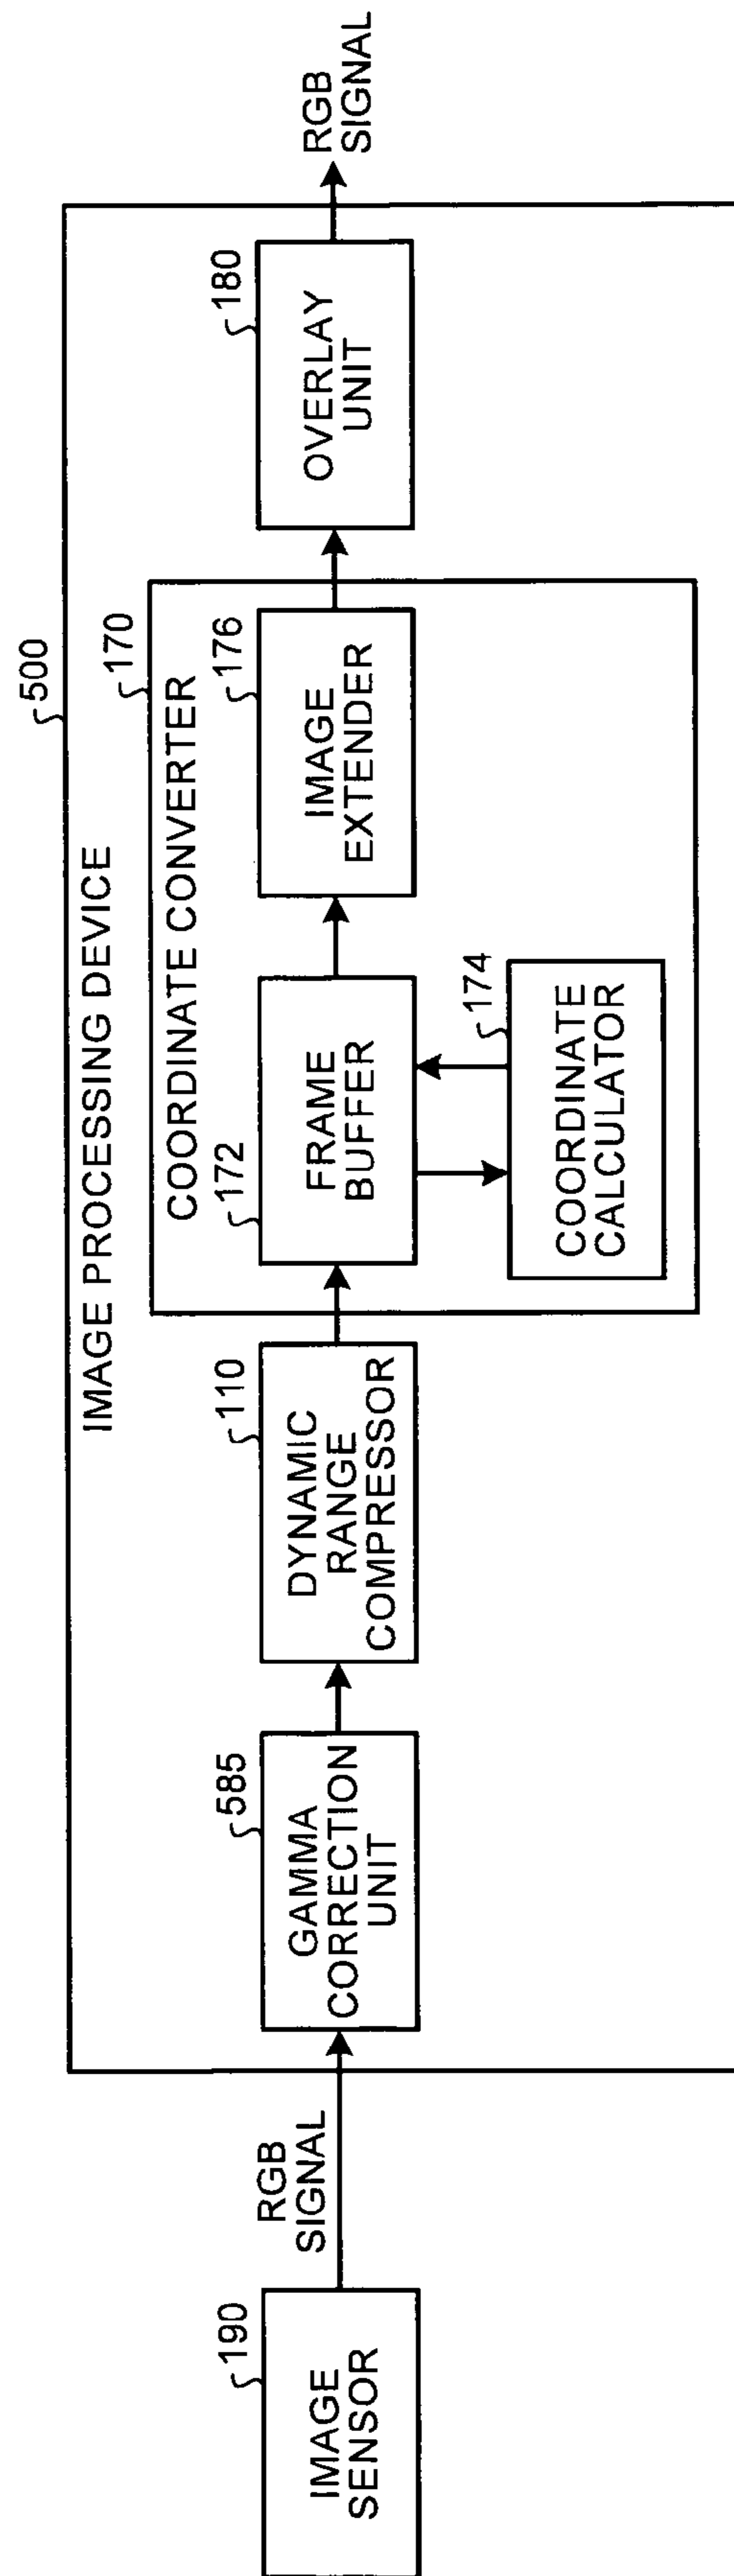 500
IMAGE PROCESSING DEVICE
190
IMAGE
SENSOR
RGB
SIGNAL
585
GAMMA
CORRECTION
UNIT
110
DYNAMIC
RANGE
COMPRESSOR
170
COORDINATE CONVERTER
172
FRAME
BUFFER
174
COORDINATE
CALCULATOR
176
IMAGE
EXTENDER
180
OVERLAY
UNIT
RGB
SIGNAL